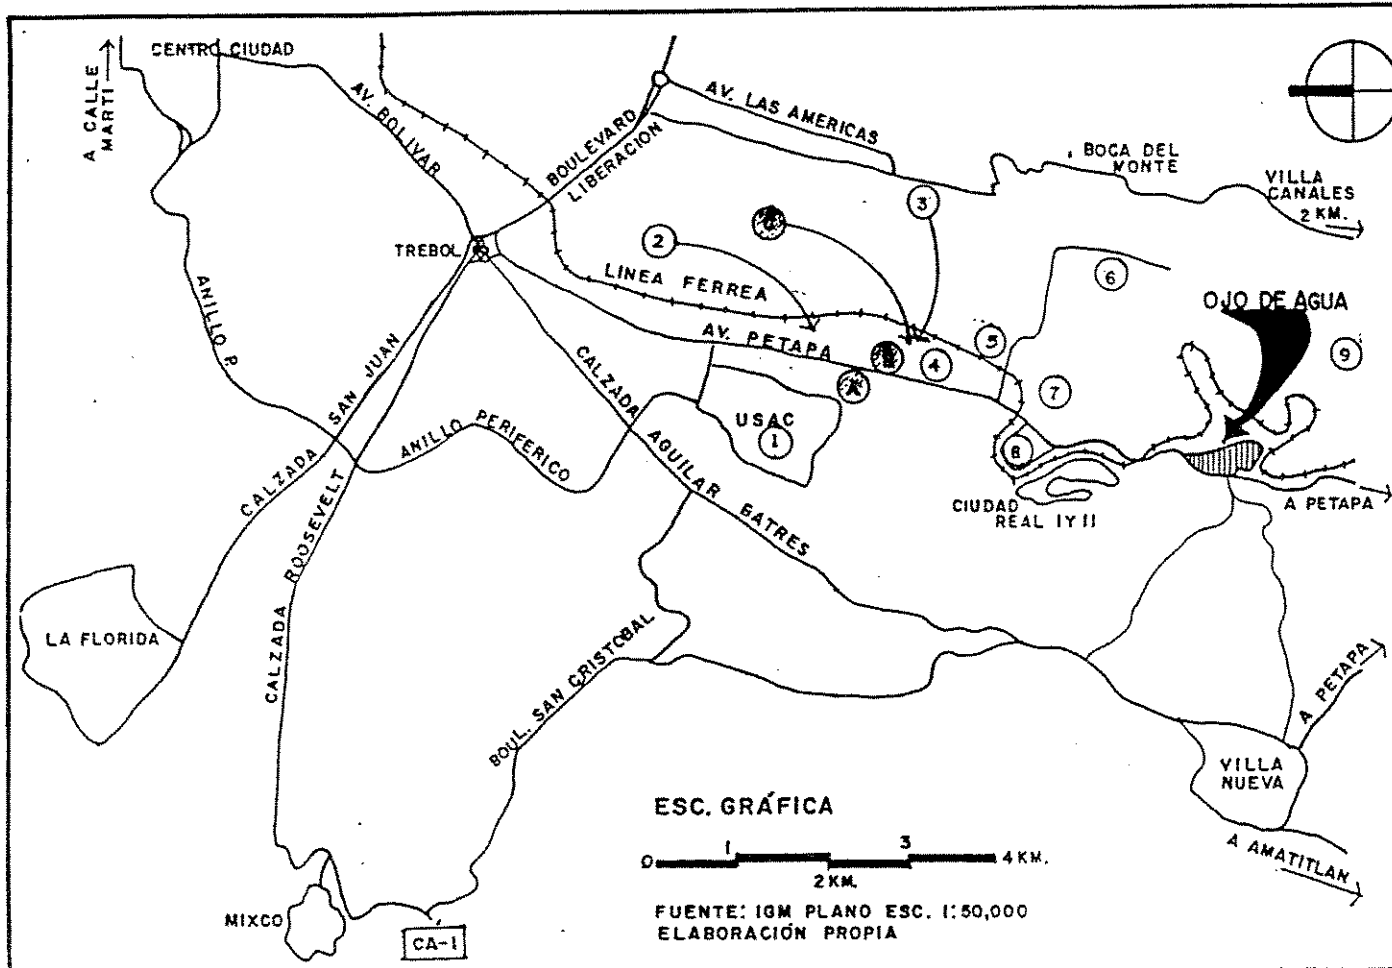 A CALLE
MARTI
CENTRO CIUDAD
AV. BOLIVAR
BOULEVARD
LIBERACION
AV. LAS AMERICAS
BOCA DEL
MONTE
VILLA
CANALES
2 KM.
TREBOL
2
3
LINEA FERREA
6
OJO DE AGUA
ANILLO P.
CALZADA SAN JUAN
AV. PETAPA
5
4
9
A
7
CALZADA
AGUILAR BATRES
USAC
1
8
ANILLO PERIFERICO
CALZADA ROOSEVELT
CIUDAD
REAL I Y II
A PETAPA
LA FLORIDA
BOUL. SAN CRISTOBAL
A PETAPA
VILLA
NUEVA
A AMATITLAN
MIXCO
CA-1
ESC. GRÁFICA
0 1 3 4 KM.
2 KM.
FUENTE: IGM PLANO ESC. 1:50,000
ELABORACIÓN PROPIA